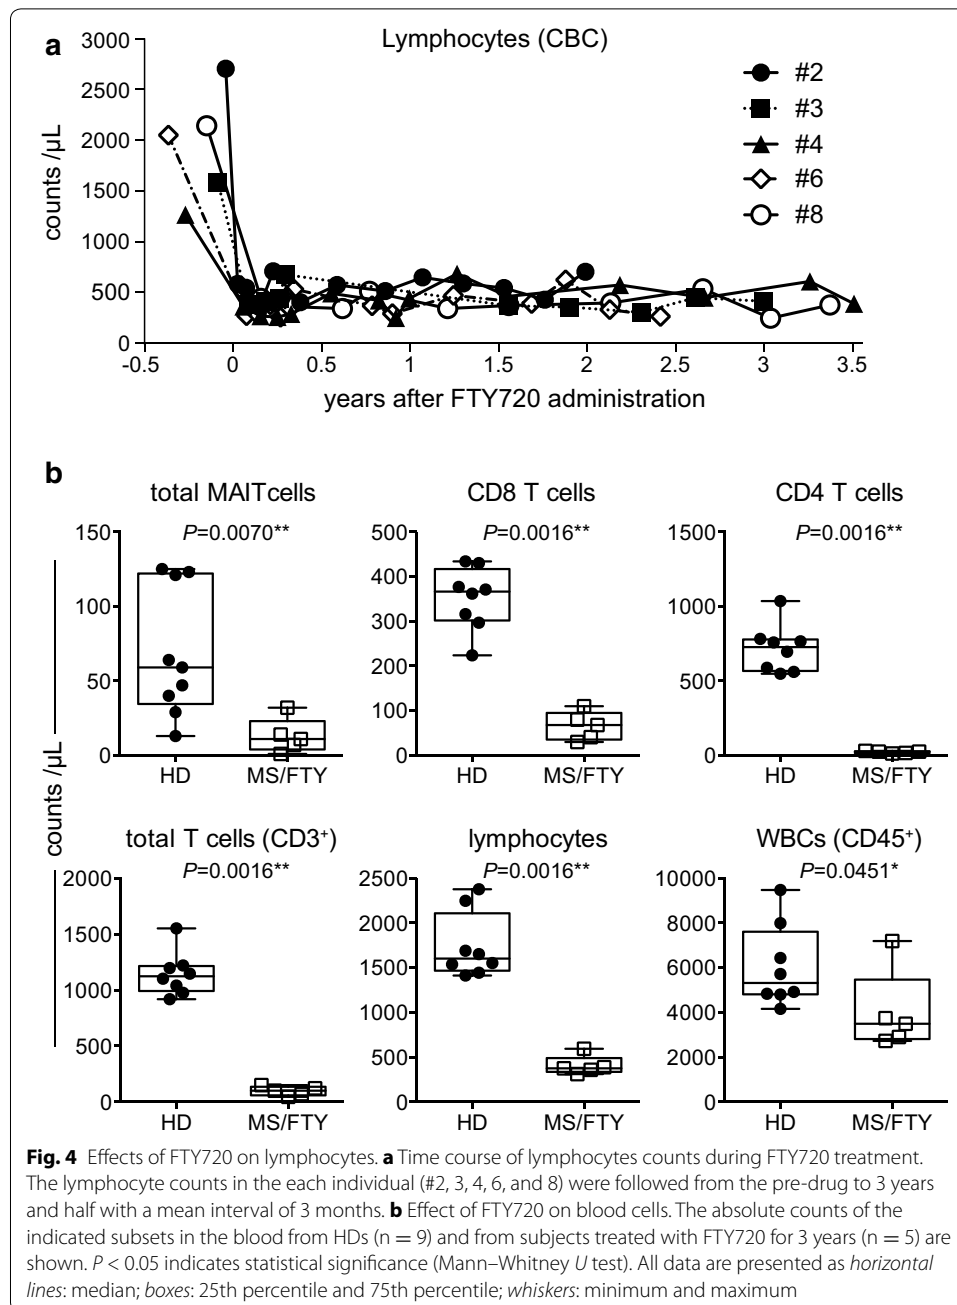 a
Lymphocytes (CBC)
3000
2500
2000
1500
1000
500
0
counts /µL
#2
#3
#4
#6
#8
-0.5 0 0.5 1 1.5 2 2.5 3 3.5
years after FTY720 administration
b
counts /µL
total MAITcells
P=0.0070**
150
100
50
0
HD MS/FTY
CD8 T cells
P=0.0016**
500
400
300
200
100
0
HD MS/FTY
CD4 T cells
P=0.0016**
1500
1000
500
0
HD MS/FTY
total T cells (CD3+)
P=0.0016**
2000
1500
1000
500
0
HD MS/FTY
lymphocytes
P=0.0016**
2500
2000
1500
1000
500
0
HD MS/FTY
WBCs (CD45+)
P=0.0451*
10000
8000
6000
4000
2000
0
HD MS/FTY
Fig. 4 Effects of FTY720 on lymphocytes. a Time course of lymphocytes counts during FTY720 treatment.
The lymphocyte counts in the each individual (#2, 3, 4, 6, and 8) were followed from the pre-drug to 3 years
and half with a mean interval of 3 months. b Effect of FTY720 on blood cells. The absolute counts of the
indicated subsets in the blood from HDs (n = 9) and from subjects treated with FTY720 for 3 years (n = 5) are
shown. P < 0.05 indicates statistical significance (Mann–Whitney U test). All data are presented as horizontal
lines: median; boxes: 25th percentile and 75th percentile; whiskers: minimum and maximum